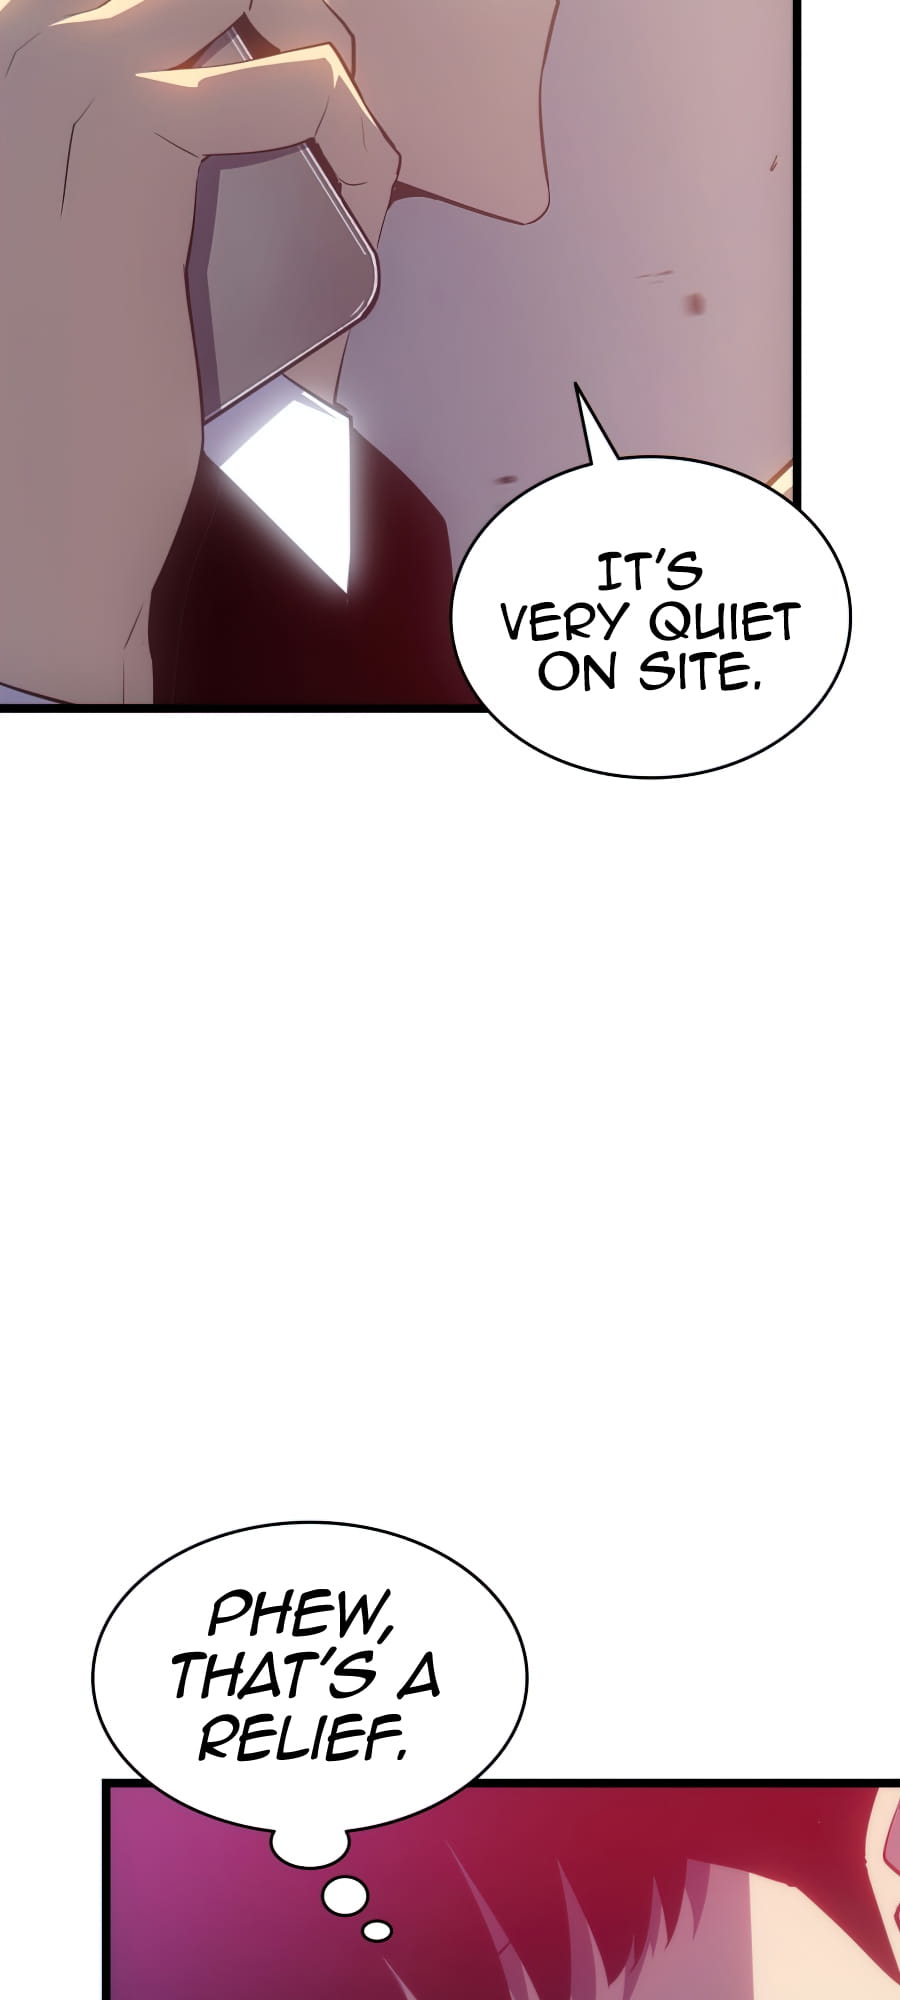 IT'S
VERY QUIET
ON SITE.
PHEW,
THAT'S A
RELIEF.